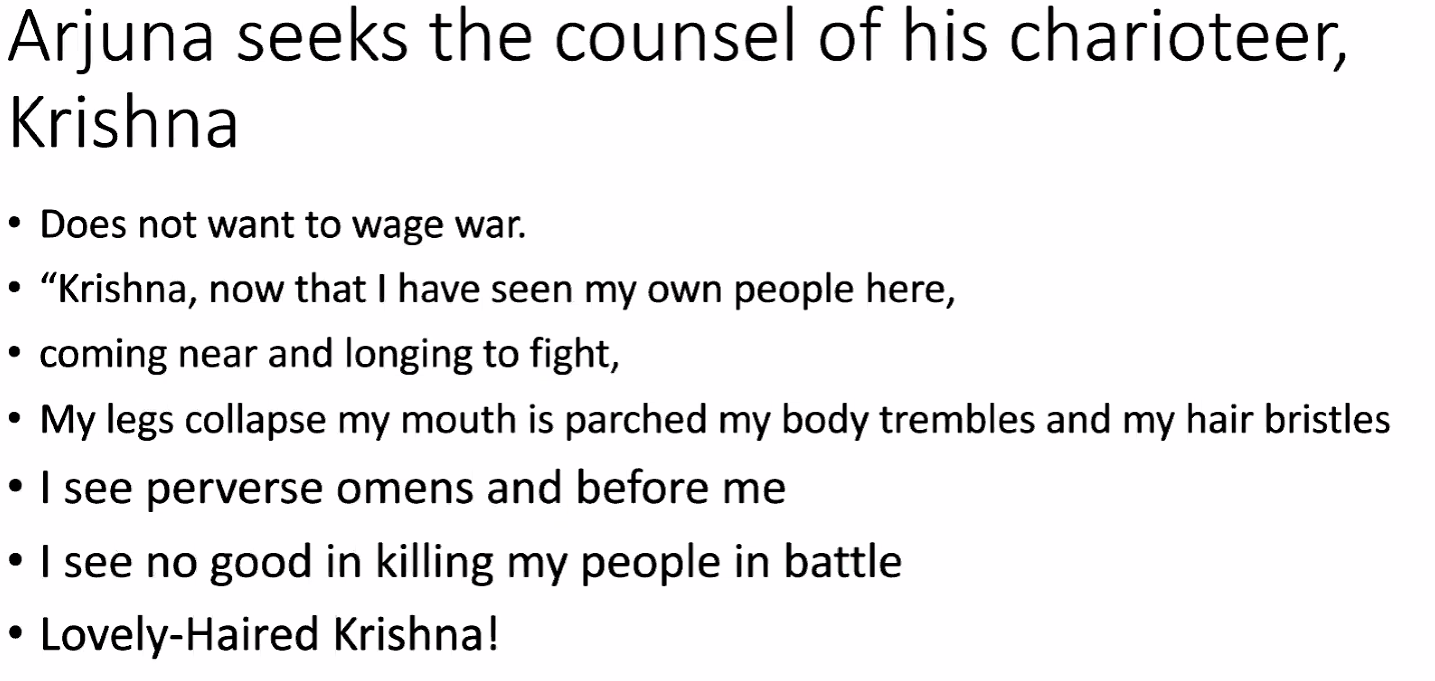 Arjuna seeks the counsel of his charioteer,
Krishna
• Does not want to wage war.
• “Krishna, now that I have seen my own people here,
• coming near and longing to fight,
• My legs collapse my mouth is parched my body trembles and my hair bristles
• I see perverse omens and before me
• I see no good in killing my people in battle
• Lovely-Haired Krishna!